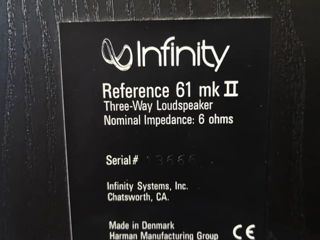 Infinity
Reference 61 mk II
Three-Way Loudspeaker
Nominal Impedance: 6 ohms
Serial#
Infinity Systems, Inc.
Chatsworth, CA.
Made in Denmark
Harman Manufacturing Group CE